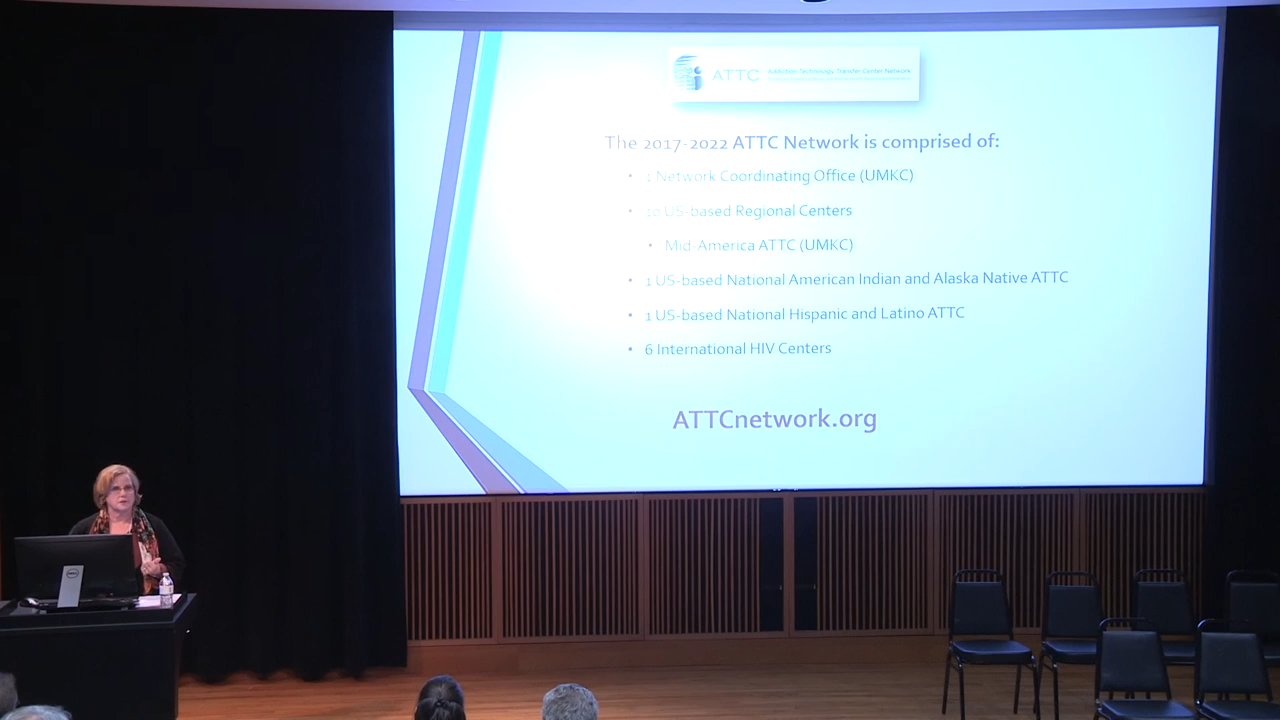 ATTC Addiction Technology Transfer Center Network
The 2017-2022 ATTC Network is comprised of:
• 1 Network Coordinating Office (UMKC)
• 10 US-based Regional Centers
• Mid-America ATTC (UMKC)
• 1 US-based National American Indian and Alaska Native ATTC
• 1 US-based National Hispanic and Latino ATTC
• 6 International HIV Centers
ATTCnetwork.org
DELL